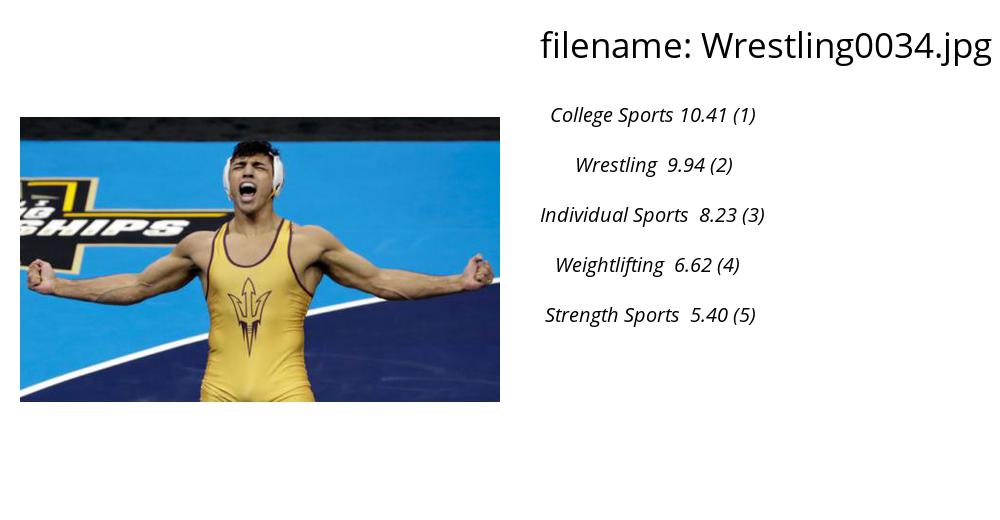 filename: Wrestling0034.jpg
College Sports 10.41 (1)
Wrestling 9.94 (2)
Individual Sports 8.23 (3)
Weightlifting 6.62 (4)
Strength Sports 5.40 (5)
SHIPS